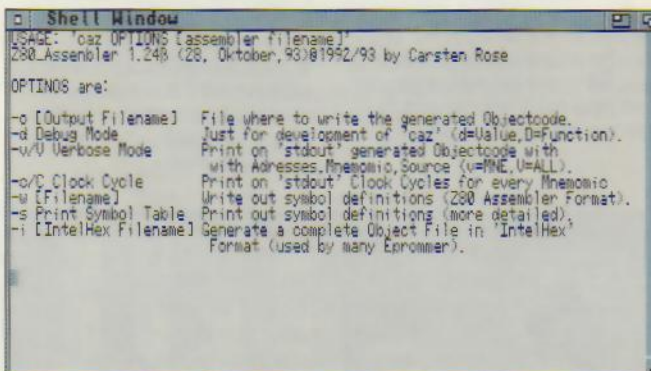 Shell Window
USAGE: 'caz OPTIONS [assembler filename]'
Z80_Assembler 1.24β (28, Oktober,93)@1992/93 by Carsten Rose
OPTINOS are:
-o [Output Filename] File where to write the generated Objectcode.
-d Debug Mode Just for development of 'caz' (d=Value,D=Function).
-v/V Verbose Mode Print on 'stdout' generated Objectcode with
with Adresses,Mnemomic,Source (v=MNE,V=ALL).
-c/C Clock Cycle Print on 'stdout' Clock Cycles for every Mnemomic
-w [Filename] Write out symbol definitions (Z80 Assembler Format).
-s Print Symbol Table Print out symbol definitions (more detailed).
-i [IntelHex Filename] Generate a complete Object File in 'IntelHex'
Format (used by many Eprommer).